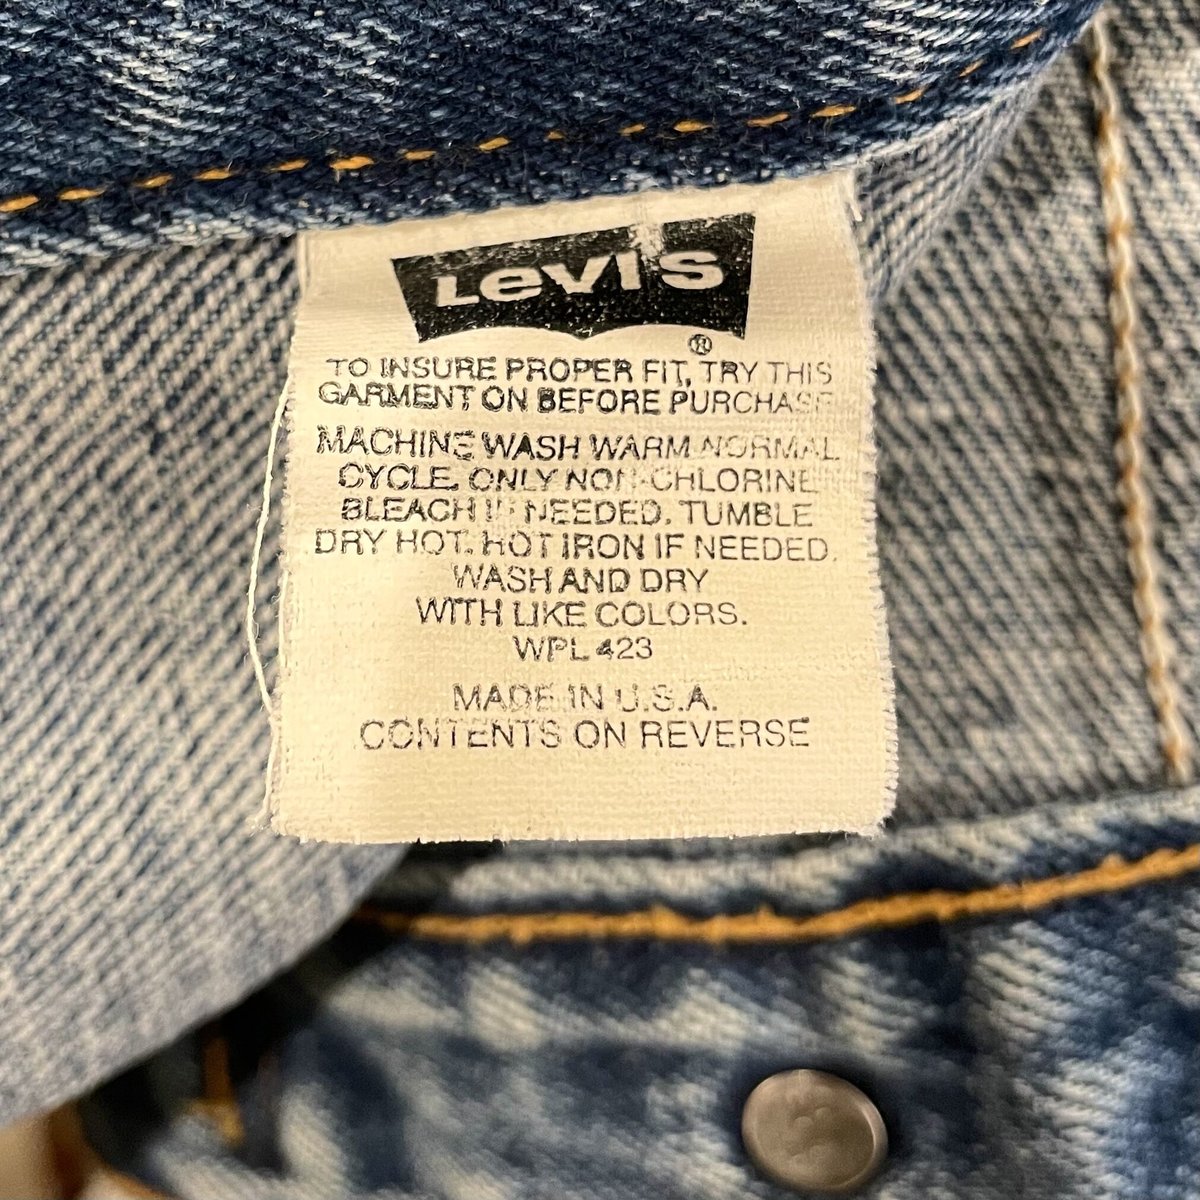 Levi's
®
TO INSURE PROPER FIT, TRY THIS
GARMENT ON BEFORE PURCHASE
MACHINE WASH WARM NORMAL
CYCLE. ONLY NON-CHLORINE
BLEACH IF NEEDED. TUMBLE
DRY HOT. HOT IRON IF NEEDED.
WASH AND DRY
WITH LIKE COLORS.
WPL 423
MADE IN U.S.A.
CONTENTS ON REVERSE